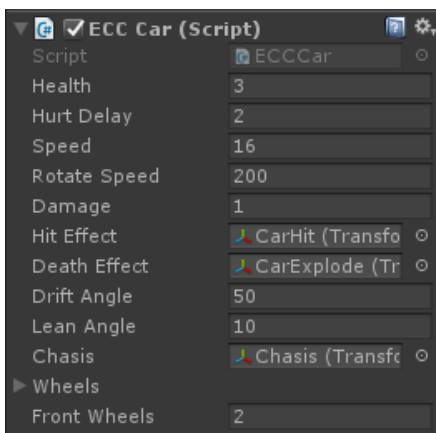 ECC Car (Script)
Script ECCCar
Health 3
Hurt Delay 2
Speed 16
Rotate Speed 200
Damage 1
Hit Effect CarHit (Transfo
Death Effect CarExplode (Tr
Drift Angle 50
Lean Angle 10
Chasis Chasis (Transfo
Wheels
Front Wheels 2